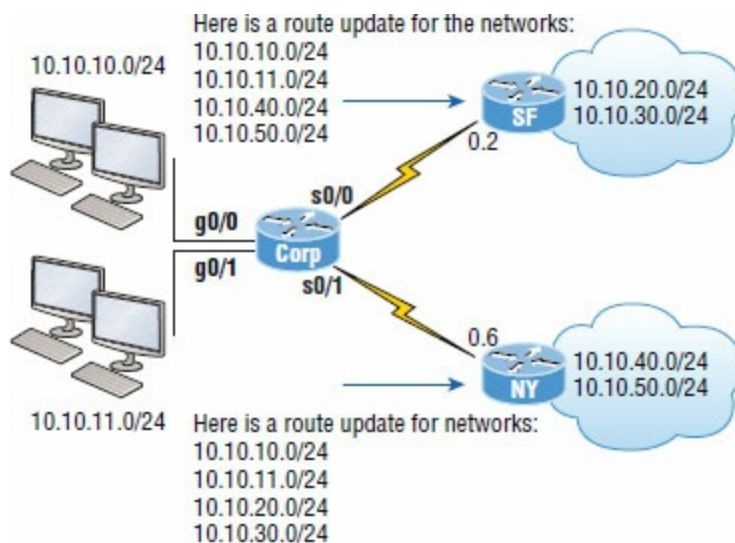 Here is a route update for the networks:
10.10.10.0/24
10.10.11.0/24
10.10.40.0/24
10.10.50.0/24
10.10.10.0/24
SF
10.10.20.0/24
10.10.30.0/24
0.2
s0/0
g0/0
Corp
g0/1
s0/1
0.6
NY
10.10.40.0/24
10.10.50.0/24
10.10.11.0/24
Here is a route update for networks:
10.10.10.0/24
10.10.11.0/24
10.10.20.0/24
10.10.30.0/24